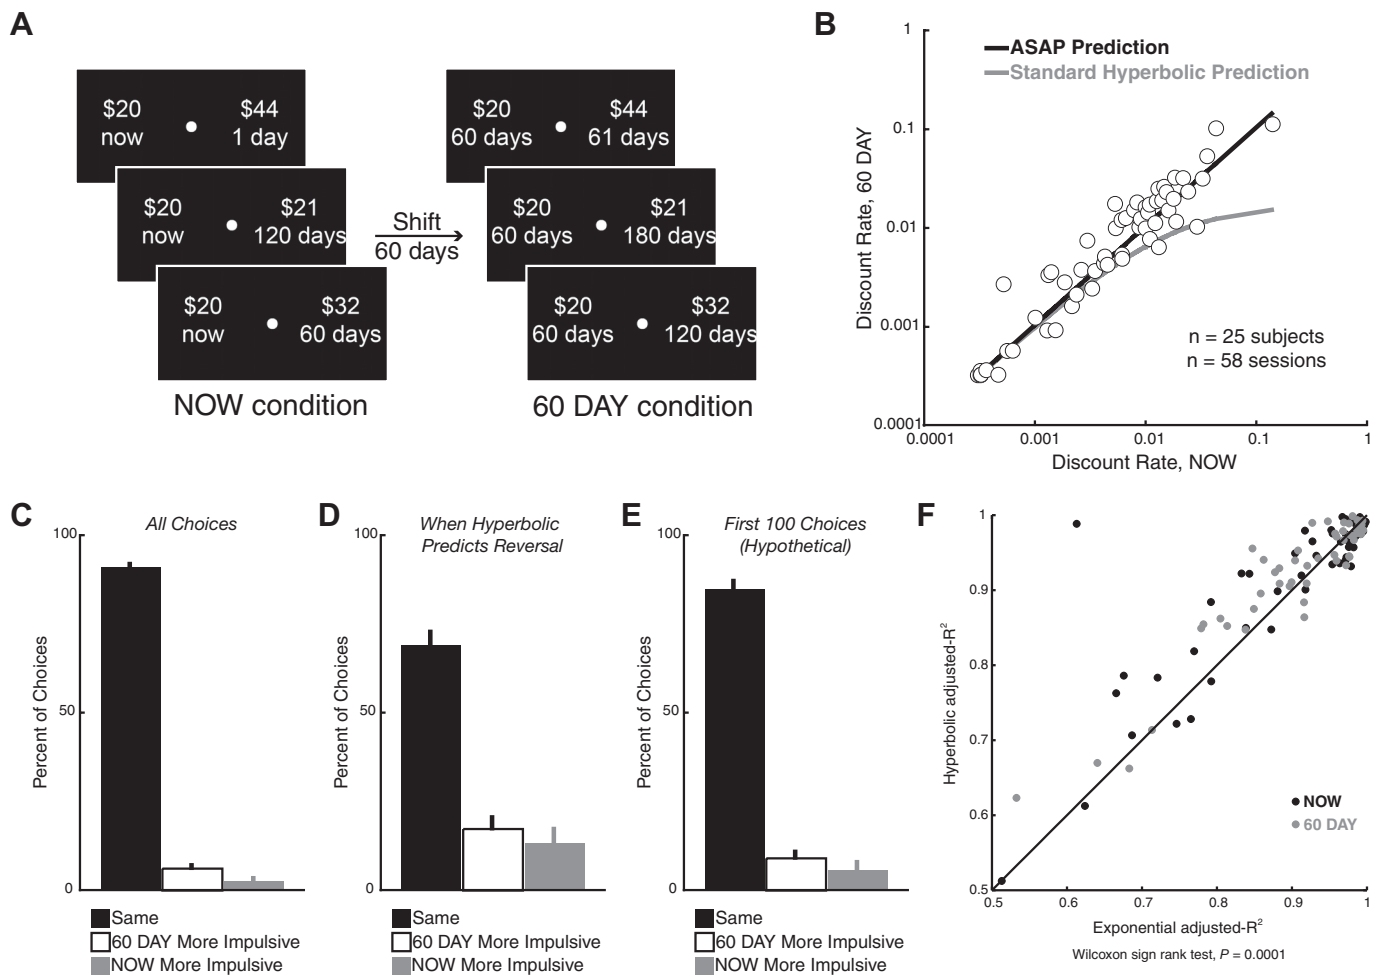 A
$20
now
$44
1 day
$20
now
$21
120 days
$20
now
$32
60 days
NOW condition
Shift
60 days
$20
60 days
$44
61 days
$20
60 days
$21
180 days
$20
60 days
$32
120 days
60 DAY condition
B
ASAP Prediction
Standard Hyperbolic Prediction
Discount Rate, 60 DAY
1
0.1
0.01
0.001
0.0001
n = 25 subjects
n = 58 sessions
0.0001
0.001
0.01
0.1
1
Discount Rate, NOW
C
All Choices
Percent of Choices
100
50
0
Same
60 DAY More Impulsive
NOW More Impulsive
D
When Hyperbolic
Predicts Reversal
Percent of Choices
100
50
0
Same
60 DAY More Impulsive
NOW More Impulsive
E
First 100 Choices
(Hypothetical)
Percent of Choices
100
50
0
Same
60 DAY More Impulsive
NOW More Impulsive
F
Hyperbolic adjusted-R²
1
0.9
0.8
0.7
0.6
0.5
NOW
60 DAY
0.5
0.6
0.7
0.8
0.9
1
Exponential adjusted-R²
Wilcoxon sign rank test, P = 0.0001